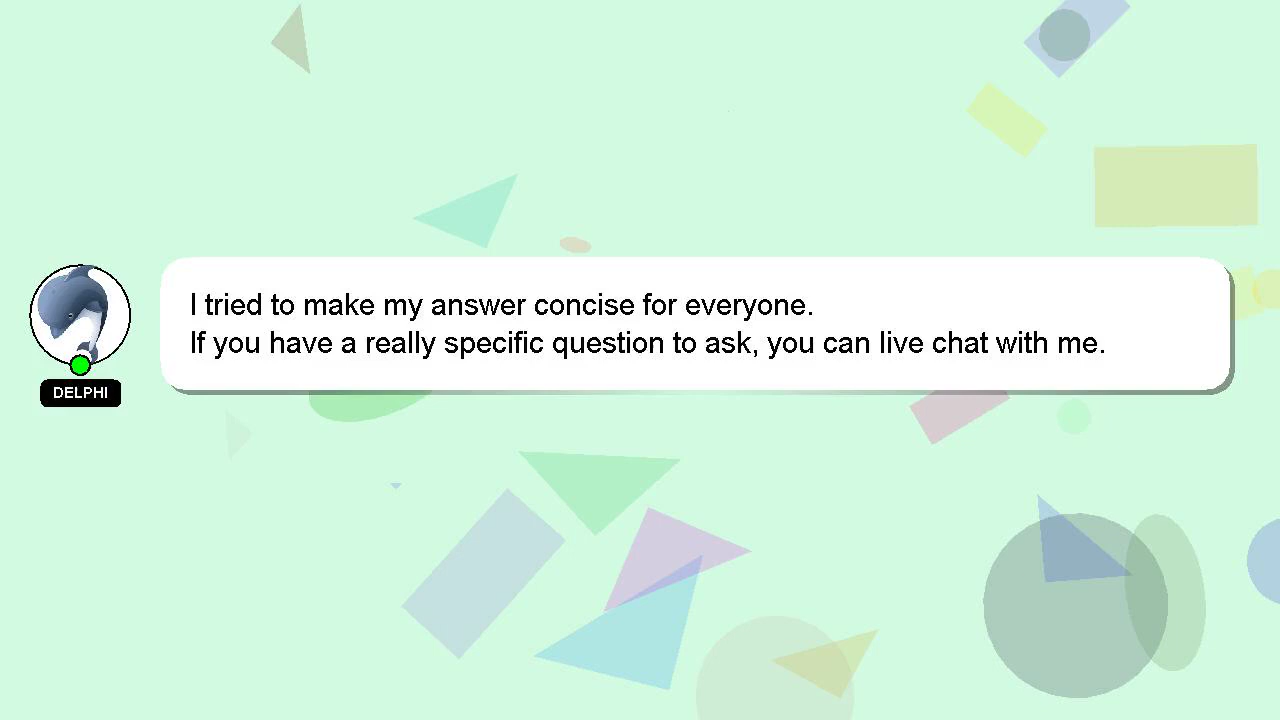 I tried to make my answer concise for everyone.
If you have a really specific question to ask, you can live chat with me.
DELPHI